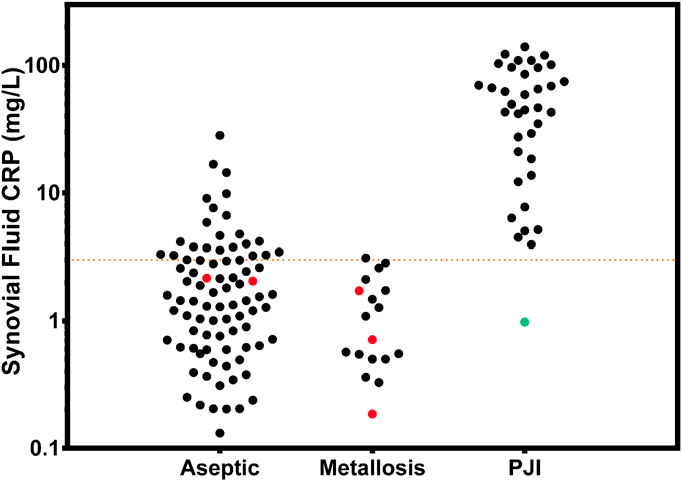 Synovial Fluid CRP (mg/L)
100
10
1
0.1
Aseptic Metallosis PJI